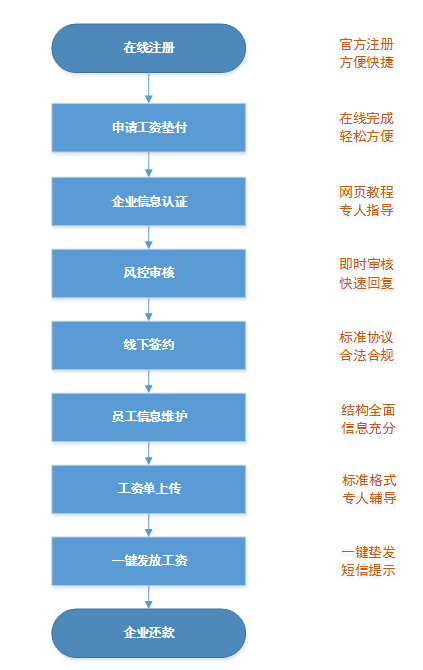 在线注册
官方注册
方便快捷
申请工资垫付
在线完成
轻松方便
企业信息认证
网页教程
专人指导
风控审核
即时审核
快速回复
线下签约
标准协议
合法合规
员工信息维护
结构全面
信息充分
工资单上传
标准格式
专人辅导
一键发放工资
一键垫发
短信提示
企业还款